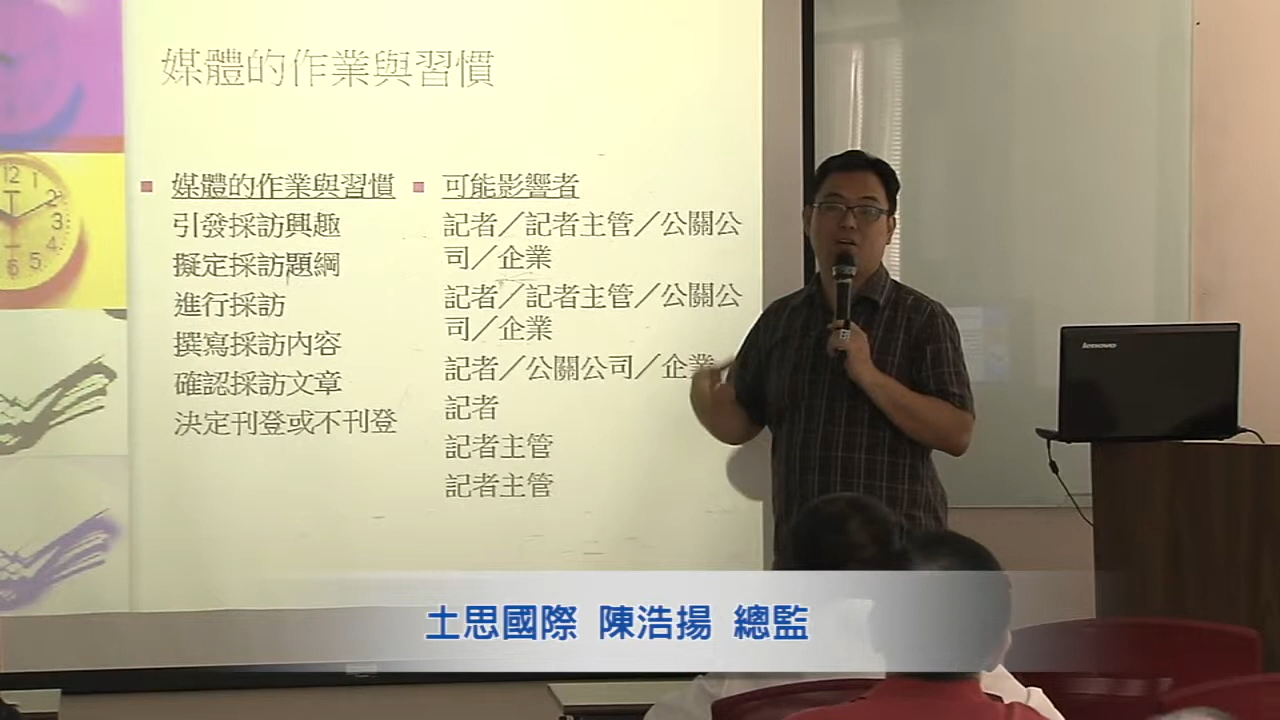 媒體的作業與習慣
媒體的作業與習慣
引發採訪興趣
擬定採訪題綱
進行採訪
撰寫採訪內容
確認採訪文章
決定刊登或不刊登
可能影響者
記者／記者主管／公關公
司／企業
記者／記者主管／公關公
司／企業
記者／公關公司／企業
記者
記者主管
記者主管
lenovo
土思國際 陳浩揚 總監